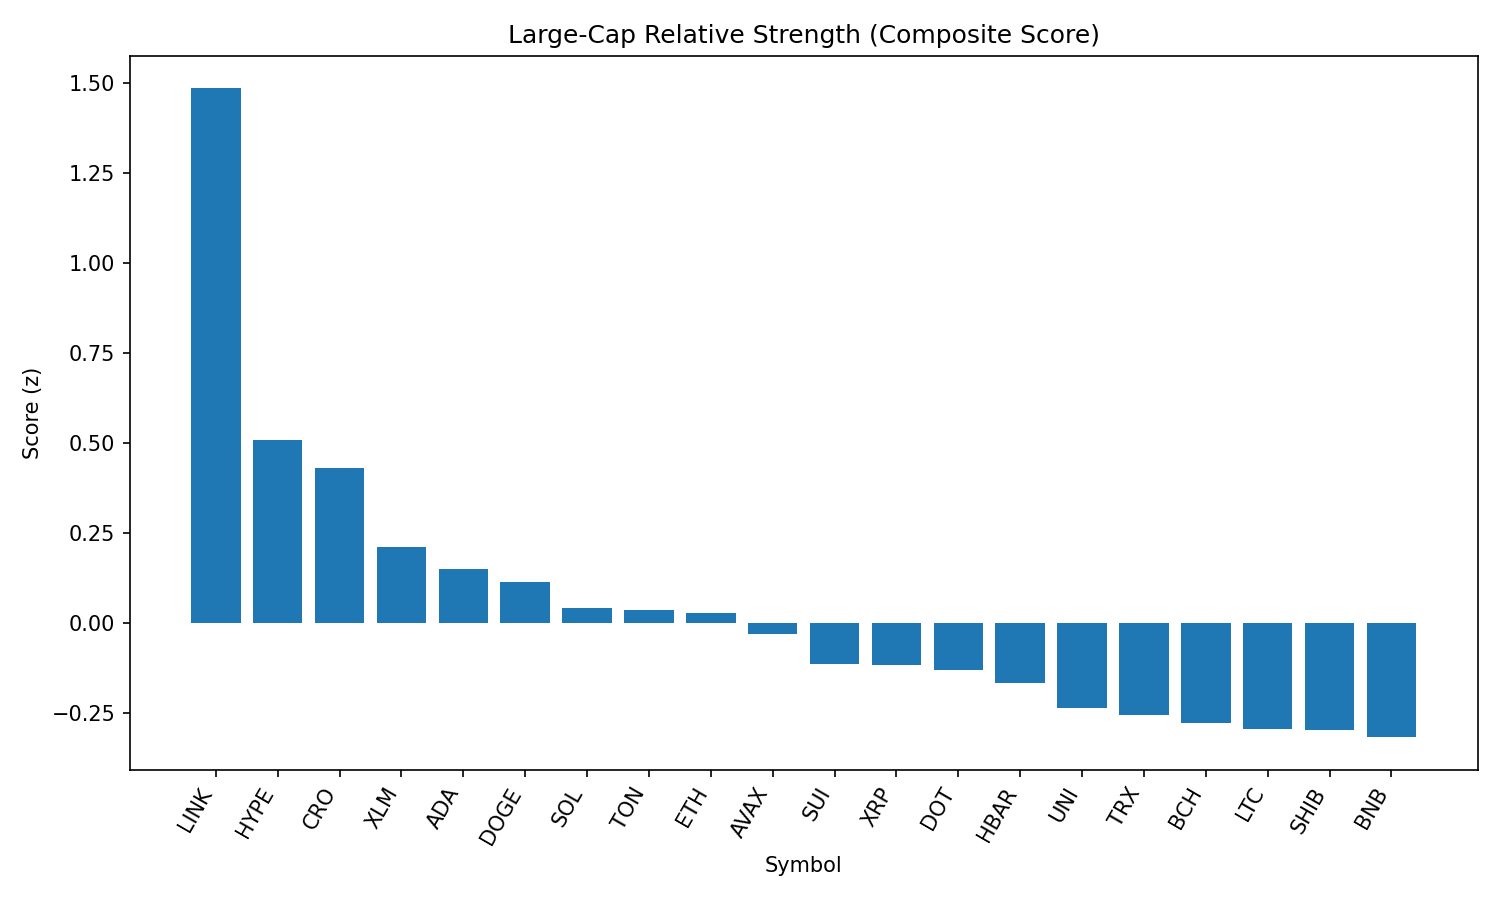 Large-Cap Relative Strength (Composite Score)
Score (z)
1.50
1.25
1.00
0.75
0.50
0.25
0.00
−0.25
LINK
HYPE
CRO
XLM
ADA
DOGE
SOL
TON
ETH
AVAX
SUI
XRP
DOT
HBAR
UNI
TRX
BCH
LTC
SHIB
BNB
Symbol